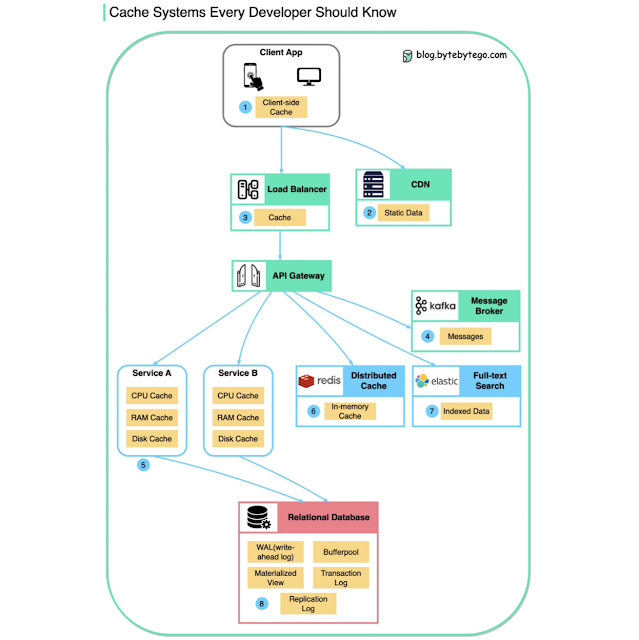 Cache Systems Every Developer Should Know
blog.bytebytego.com
Client App
1
Client-side
Cache
Load Balancer
3
Cache
CDN
2
Static Data
API Gateway
kafka
Message
Broker
4
Messages
Service A
CPU Cache
RAM Cache
Disk Cache
5
Service B
CPU Cache
RAM Cache
Disk Cache
redis
Distributed
Cache
6
In-memory
Cache
elastic
Full-text
Search
7
Indexed Data
Relational Database
WAL(write-
ahead log)
Bufferpool
Materialized
View
Transaction
Log
8
Replication
Log